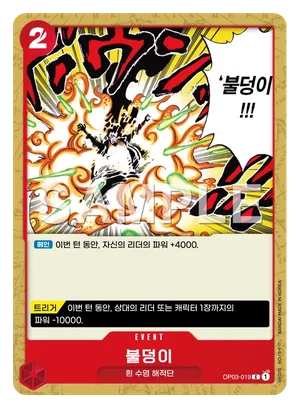 2
'불덩이
!!!
SAMPLE
메인 이번 턴 동안, 자신의 리더의 파워 +4000.
트리거 이번 턴 동안, 상대의 리더 또는 캐릭터 1장까지의
파워 -10000.
EVENT
불덩이
흰 수염 해적단
OP03-019 1